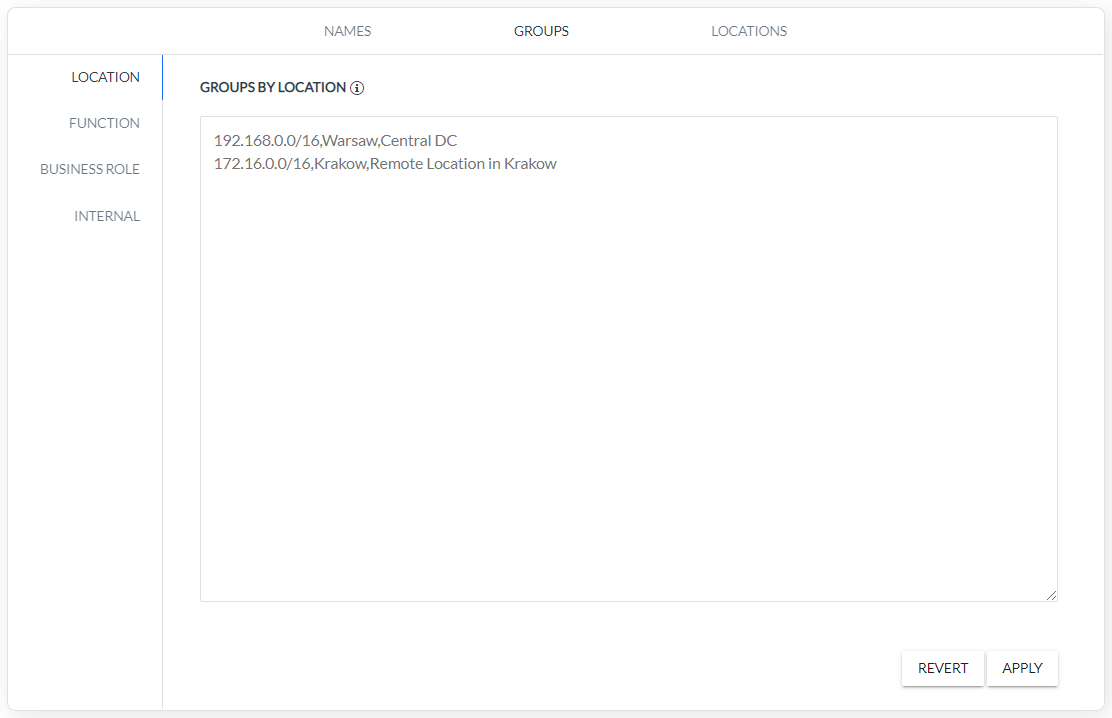 NAMES
GROUPS
LOCATIONS
LOCATION
FUNCTION
BUSINESS ROLE
INTERNAL
GROUPS BY LOCATION
192.168.0.0/16,Warsaw,Central DC
172.16.0.0/16,Krakow,Remote Location in Krakow
REVERT
APPLY